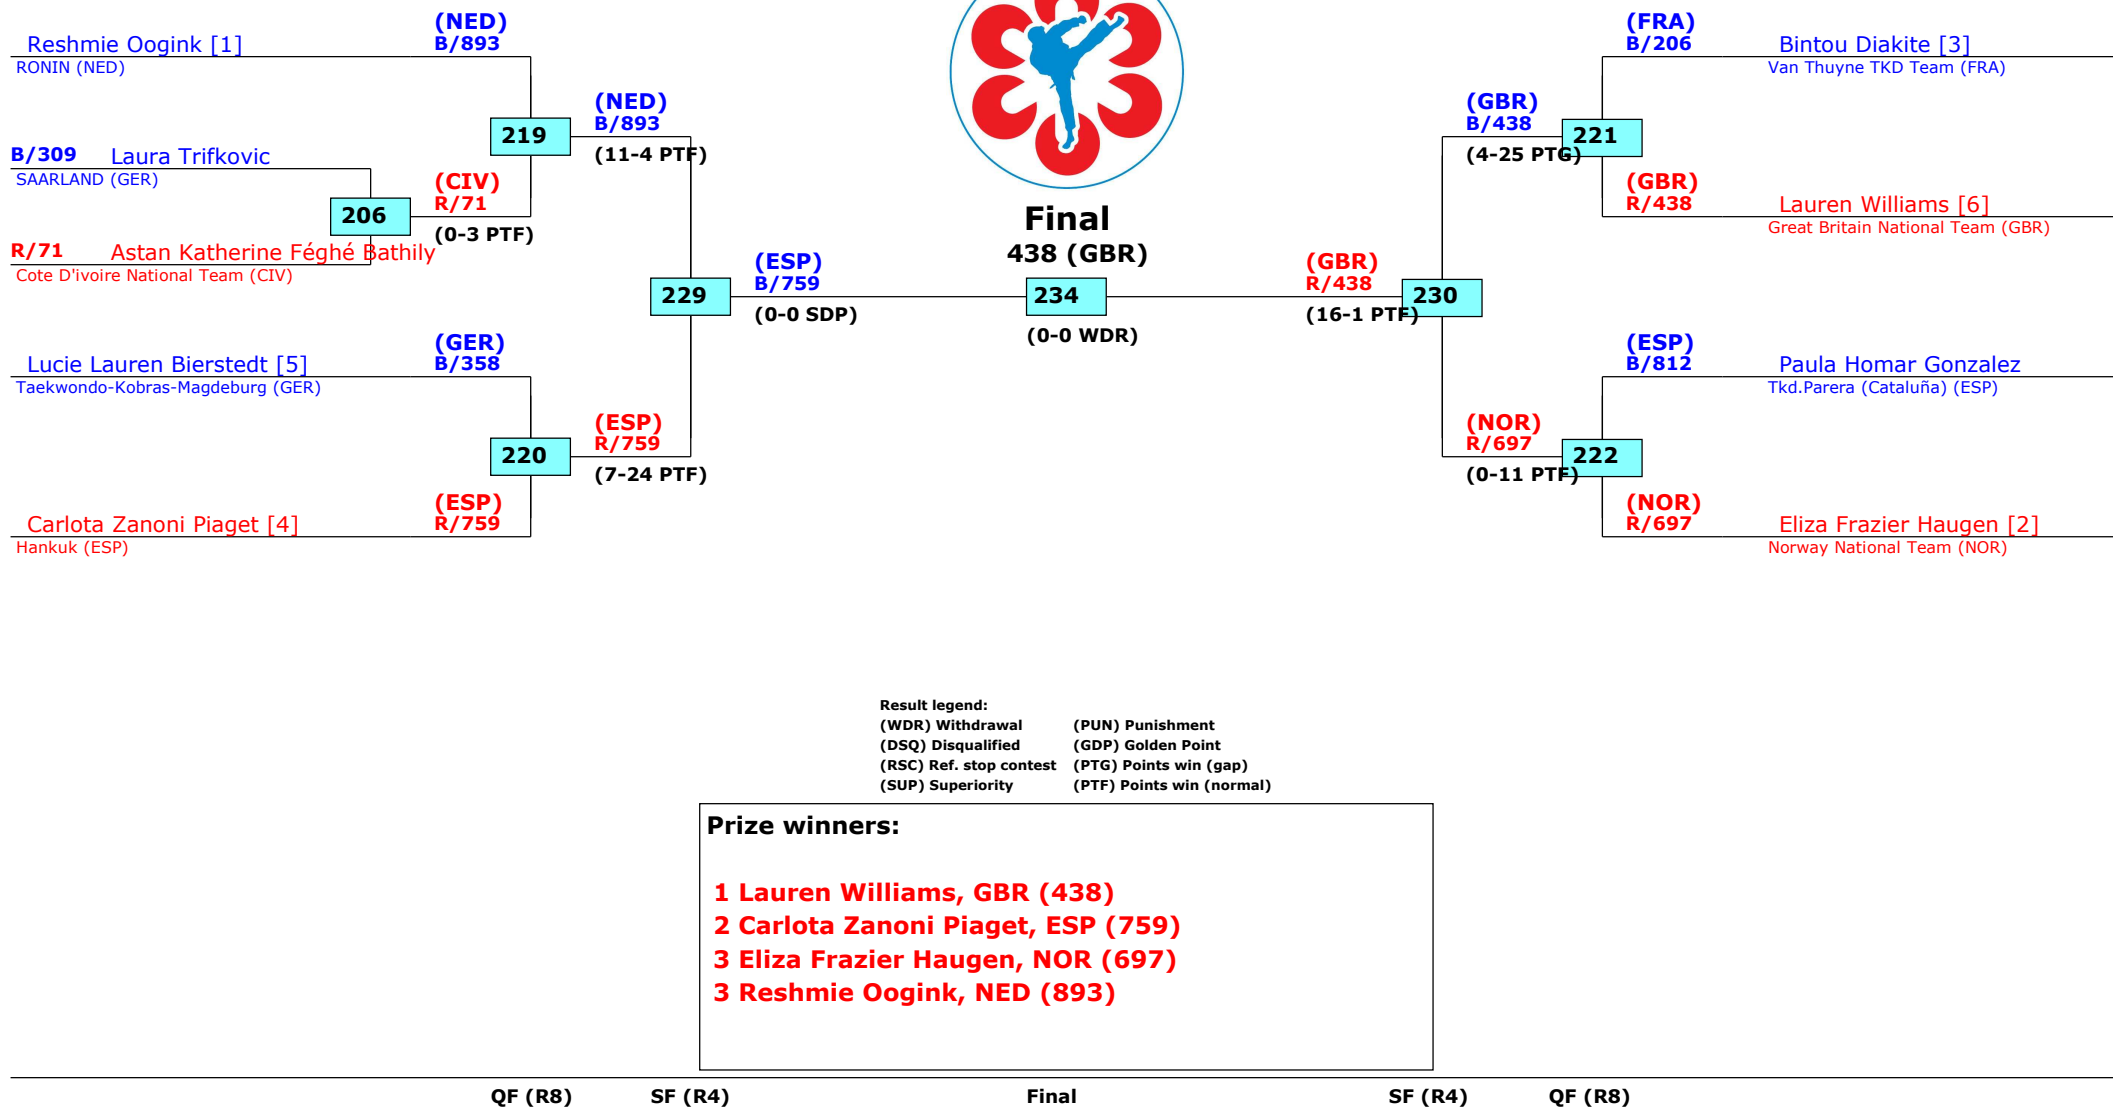 (NED)
B/893
Reshmie Oogink [1]
RONIN (NED)
(NED)
B/893
219
(11-4 PTF)
B/309 Laura Trifkovic
SAARLAND (GER)
(CIV)
R/71
206
(0-3 PTF)
R/71 Astan Katherine Féghé Bathily
Cote D'ivoire National Team (CIV)
(ESP)
B/759
229
(0-0 SDP)
(GER)
B/358
Lucie Lauren Bierstedt [5]
Taekwondo-Kobras-Magdeburg (GER)
(ESP)
R/759
220
(7-24 PTF)
(ESP)
R/759
Carlota Zanoni Piaget [4]
Hankuk (ESP)
Final
438 (GBR)
234
(0-0 WDR)
(FRA)
B/206
Bintou Diakite [3]
Van Thuyne TKD Team (FRA)
(GBR)
B/438
221
(4-25 PTG)
(GBR)
R/438
Lauren Williams [6]
Great Britain National Team (GBR)
(GBR)
R/438
230
(16-1 PTF)
(ESP)
B/812
Paula Homar Gonzalez
Tkd.Parera (Cataluña) (ESP)
(NOR)
R/697
222
(0-11 PTF)
(NOR)
R/697
Eliza Frazier Haugen [2]
Norway National Team (NOR)
Result legend:
(WDR) Withdrawal (PUN) Punishment
(DSQ) Disqualified (GDP) Golden Point
(RSC) Ref. stop contest (PTG) Points win (gap)
(SUP) Superiority (PTF) Points win (normal)
Prize winners:
1 Lauren Williams, GBR (438)
2 Carlota Zanoni Piaget, ESP (759)
3 Eliza Frazier Haugen, NOR (697)
3 Reshmie Oogink, NED (893)
QF (R8) SF (R4) Final SF (R4) QF (R8)